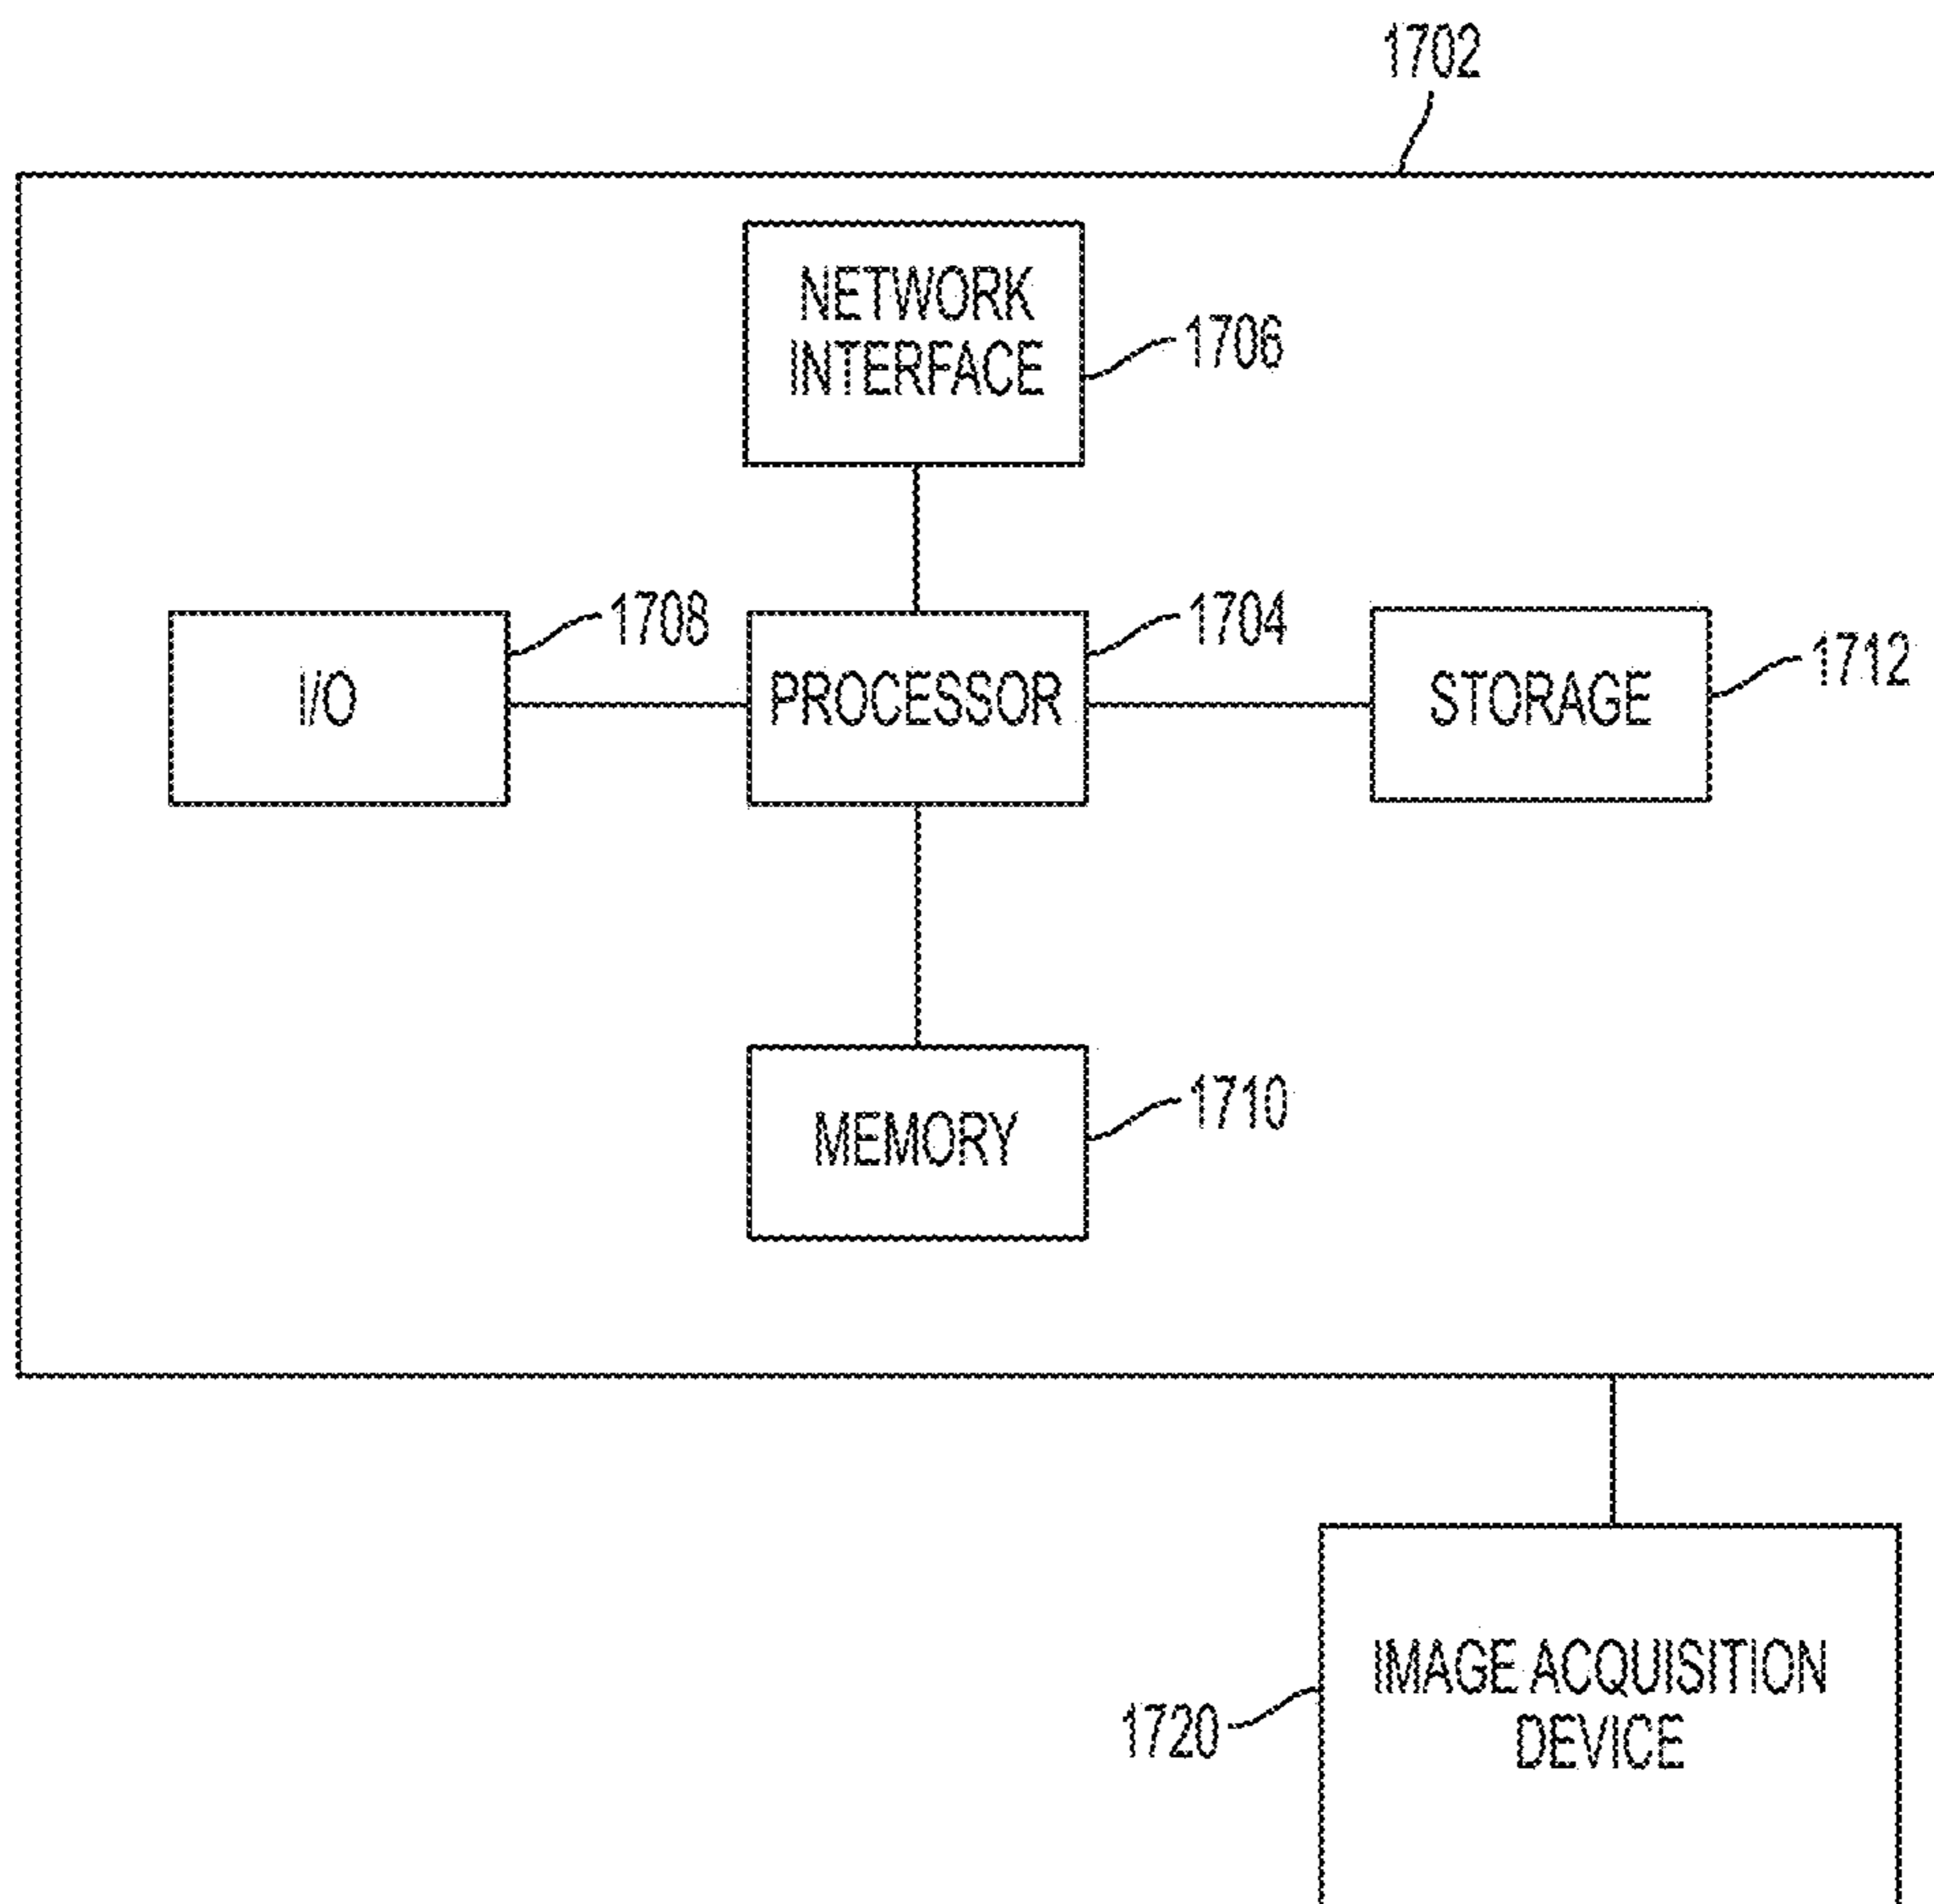 1702
NETWORK
INTERFACE
1706
1708
1704
1712
I/O
PROCESSOR
STORAGE
MEMORY
1710
IMAGE ACQUISITION
DEVICE
1720